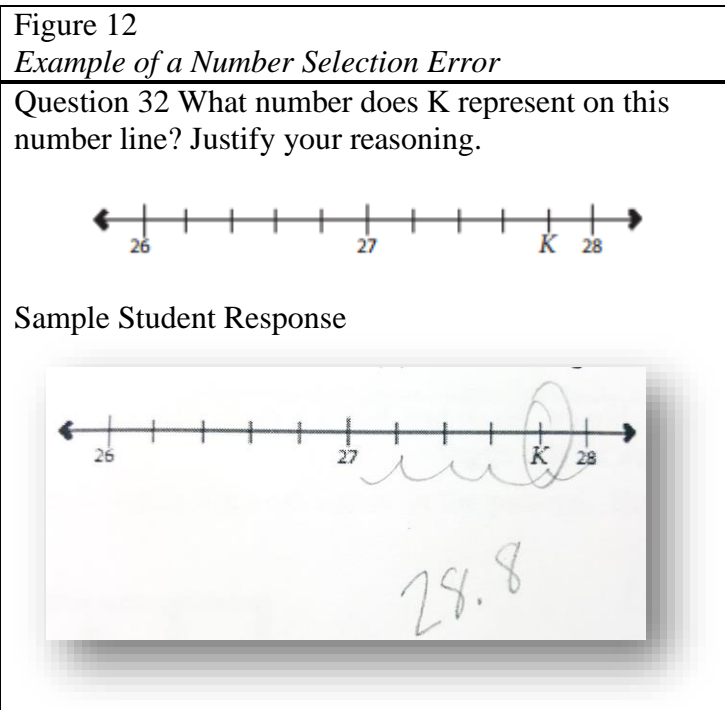 Figure 12
Example of a Number Selection Error
Question 32 What number does K represent on this
number line? Justify your reasoning.
26 27 K 28
Sample Student Response
26 27 K 28
28.8